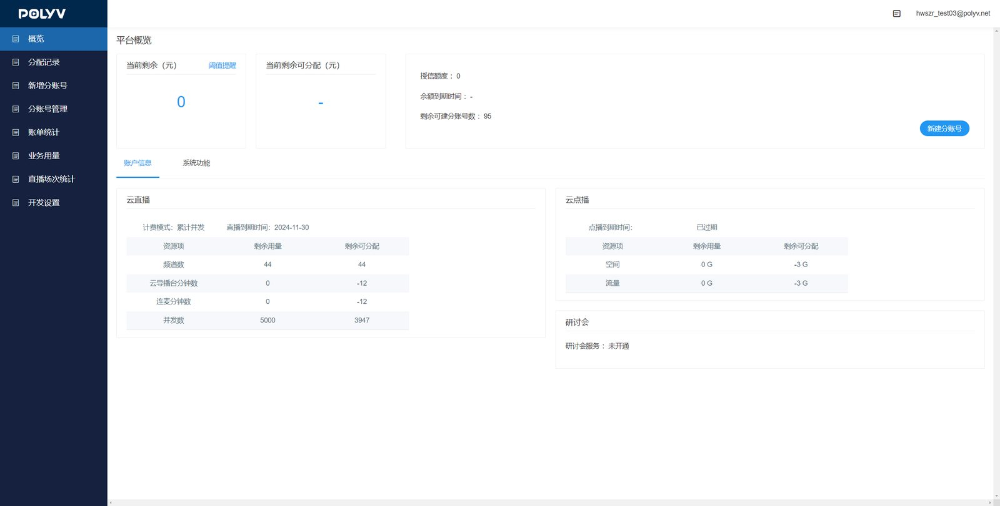 POLYV
hwszr_test03@polyv.net
概览
分配记录
新增分账号
分账号管理
账单统计
业务用量
直播场次统计
开发设置
平台概览
当前剩余（元） 阈值提醒
0
当前剩余可分配（元）
-
授信额度： 0
余额到期时间： -
剩余可建分账号数： 95
新建分账号
账户信息 系统功能
云直播
计费模式：累计并发 直播到期时间：2024-11-30
资源项 剩余用量 剩余可分配
频道数 44 44
云导播台分钟数 0 -12
连麦分钟数 0 -12
并发数 5000 3947
云点播
点播到期时间： 已过期
资源项 剩余用量 剩余可分配
空间 0 G -3 G
流量 0 G -3 G
研讨会
研讨会服务： 未开通